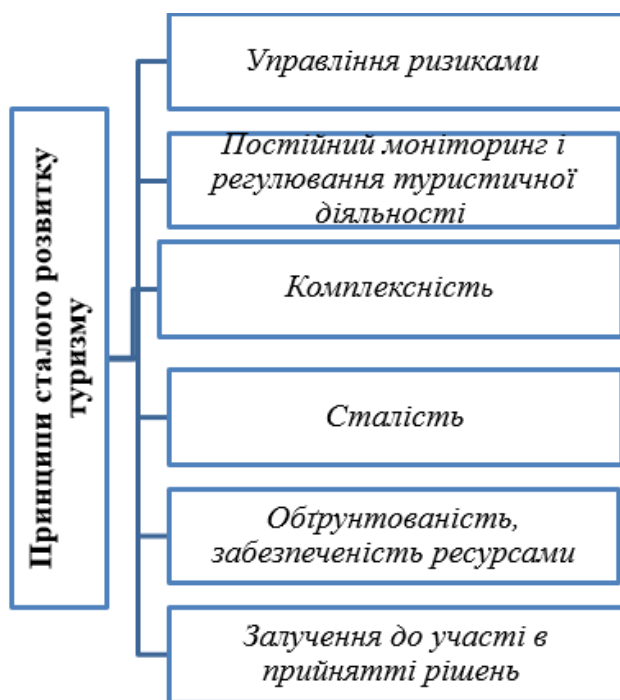 Принципи сталого розвитку
туризму
Управління ризиками
Постійний моніторинг і
регулювання туристичної
діяльності
Комплексність
Сталість
Обґрунтованість,
забезпеченість ресурсами
Залучення до участі в
прийнятті рішень